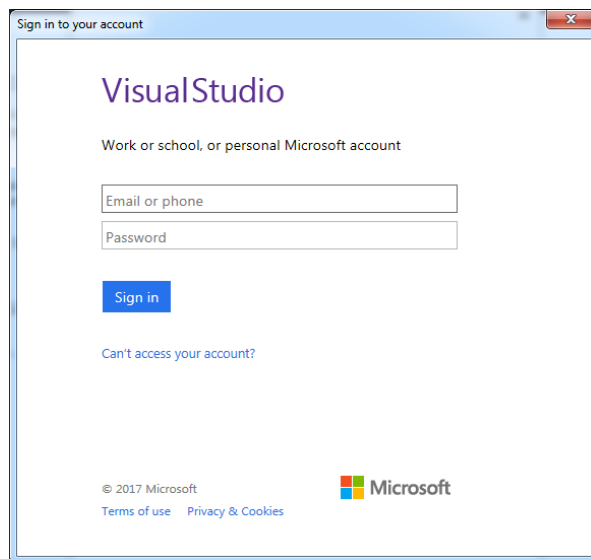 Sign in to your account
VisualStudio
Work or school, or personal Microsoft account
Email or phone
Password
Sign in
Can't access your account?
© 2017 Microsoft
Microsoft
Terms of use Privacy & Cookies